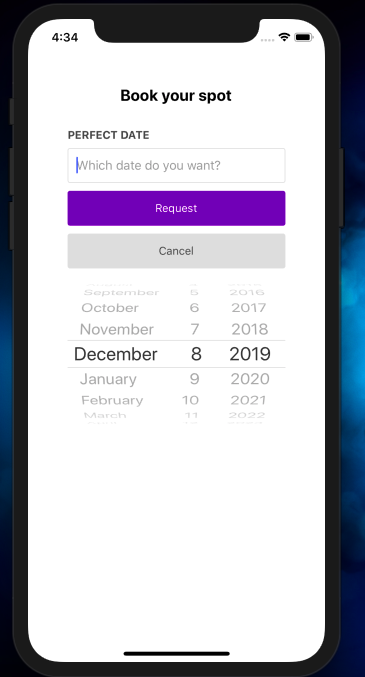 4:34
Book your spot
PERFECT DATE
Which date do you want?
Request
Cancel
September 5 2016
October 6 2017
November 7 2018
December 8 2019
January 9 2020
February 10 2021
March 11 2022